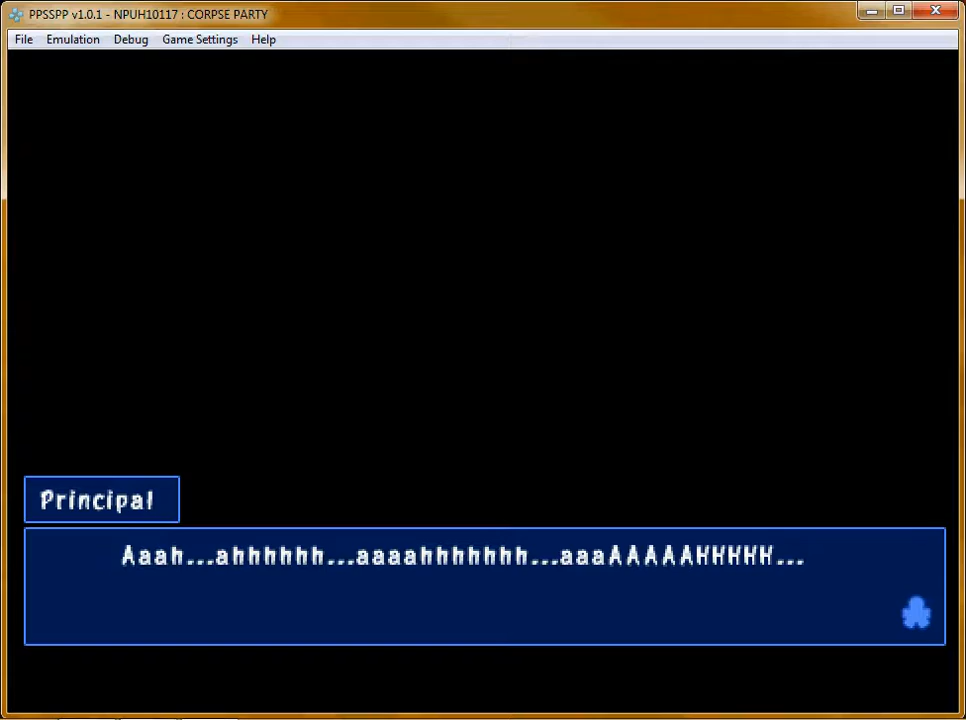 PPSSPP v1.0.1 - NPUH10117 : CORPSE PARTY
File Emulation Debug Game Settings Help
Principal
Aaah...ahhhhhh...aaaahhhhhhh...aaaAAAAAHHHHH...